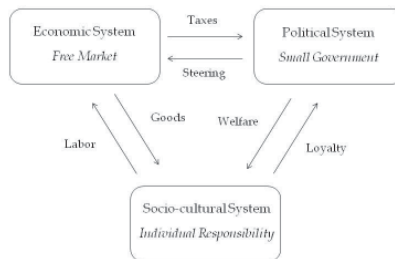 Economic System
Free Market
Taxes
Steering
Political System
Small Government
Labor
Goods
Welfare
Loyalty
Socio-cultural System
Individual Responsibility